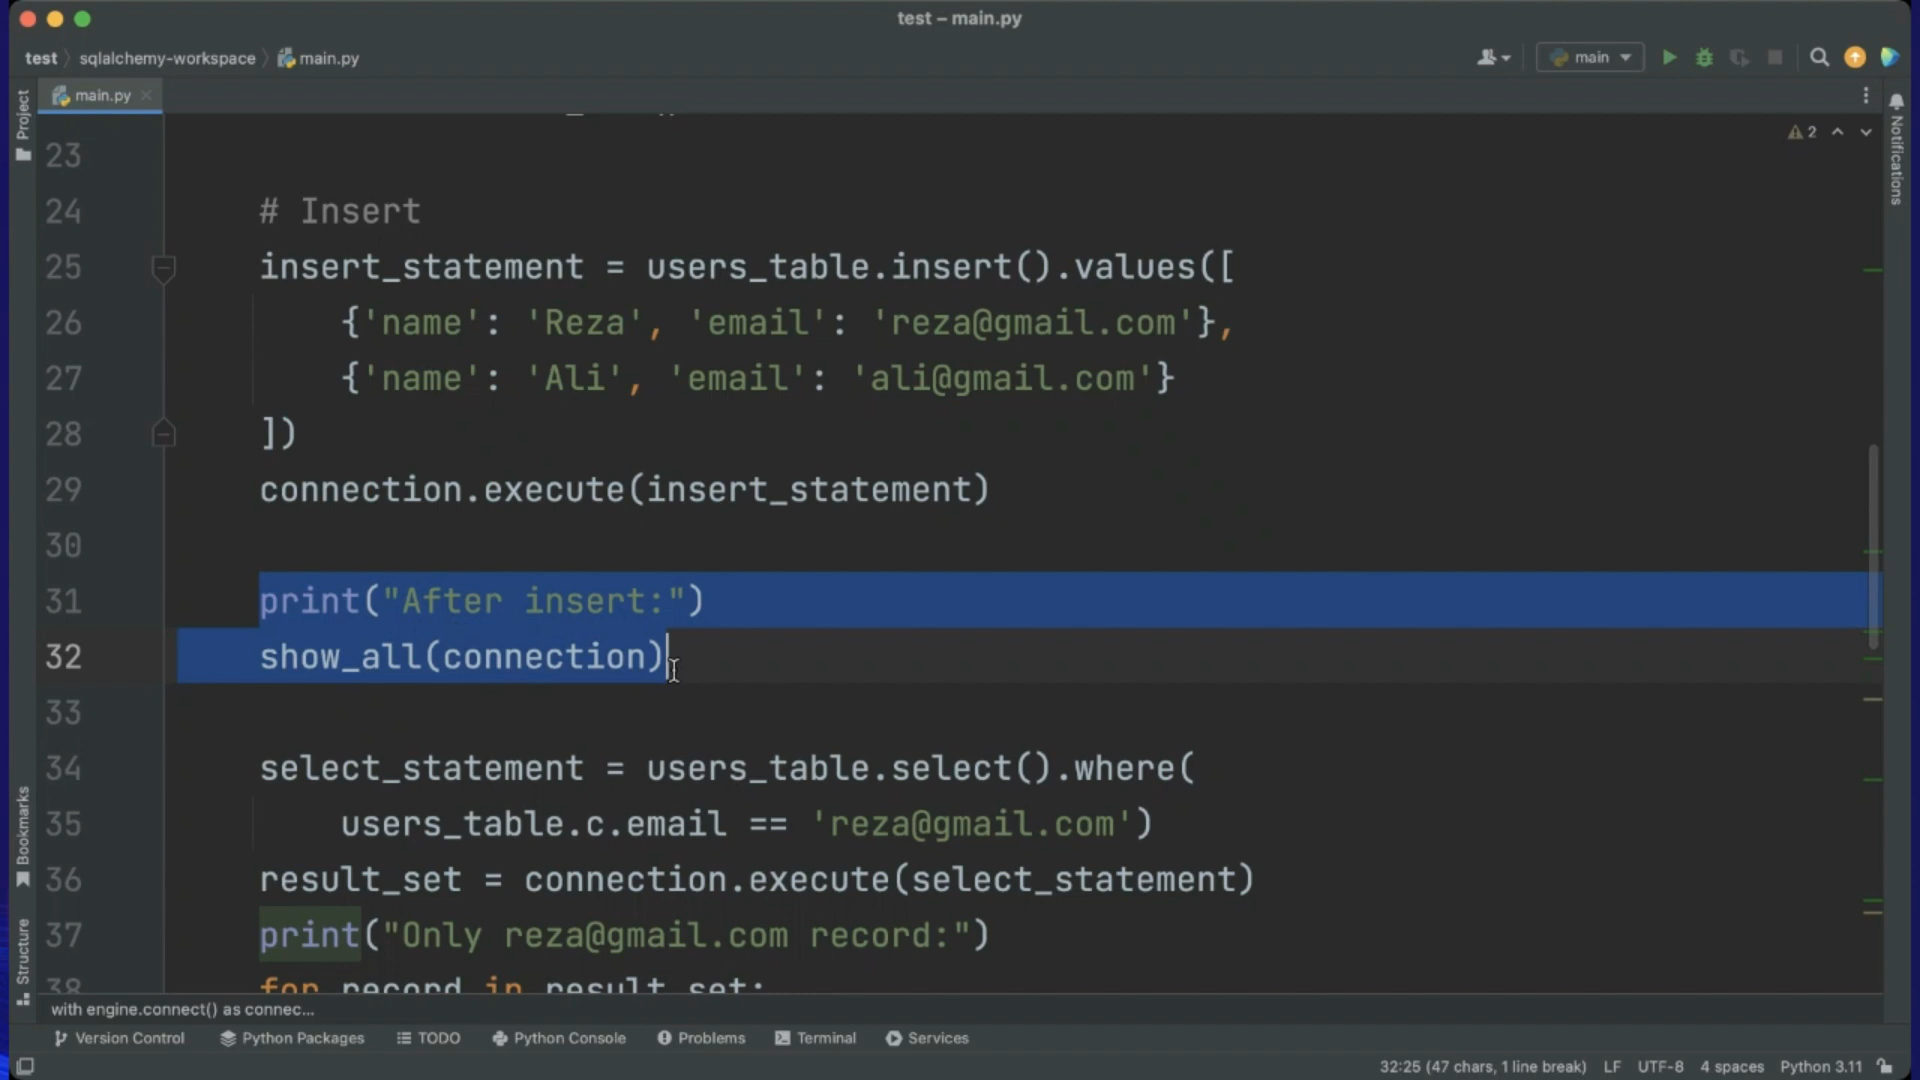 test – main.py
test sqlalchemy-workspace main.py
main
main.py
Project
Notifications
2
23
24 # Insert
25 insert_statement = users_table.insert().values([
26 {'name': 'Reza', 'email': 'reza@gmail.com'},
27 {'name': 'Ali', 'email': 'ali@gmail.com'}
28 ])
29 connection.execute(insert_statement)
30
31 print("After insert:")
32 show_all(connection)
33
34 select_statement = users_table.select().where(
35 users_table.c.email == 'reza@gmail.com')
36 result_set = connection.execute(select_statement)
37 print("Only reza@gmail.com record:")
38 for record in result_set:
Bookmarks
Structure
with engine.connect() as connec...
Version Control Python Packages TODO Python Console Problems Terminal Services
32:25 (47 chars, 1 line break) LF UTF-8 4 spaces Python 3.11